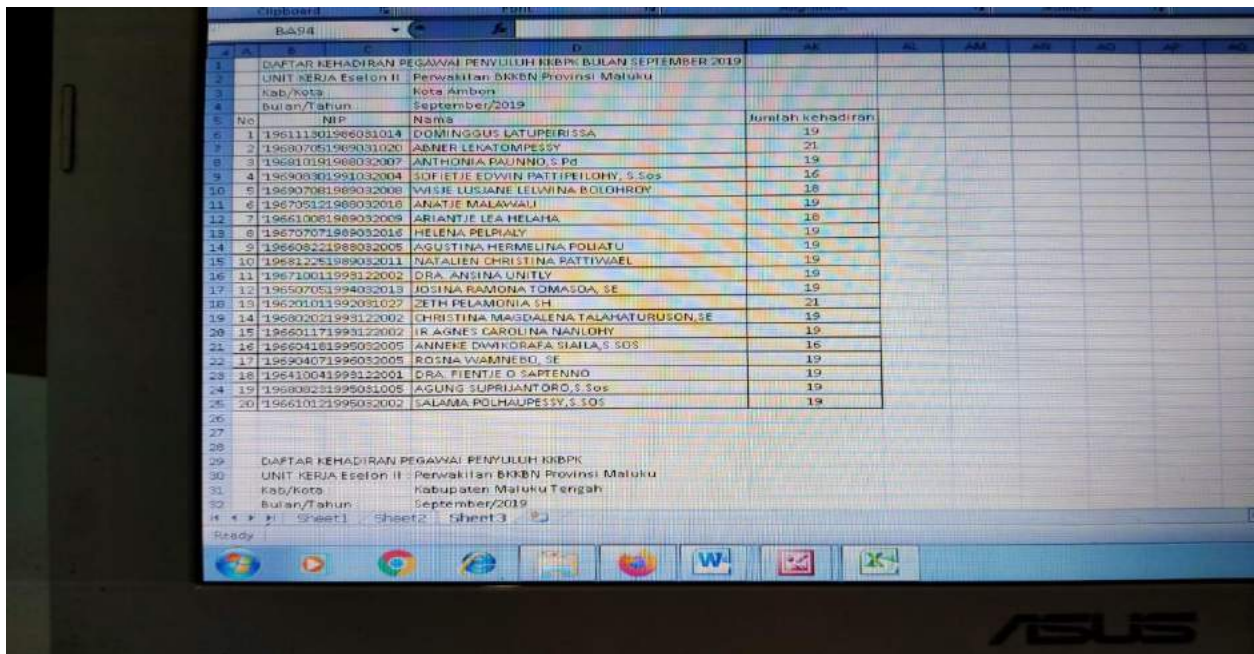 Clipboard
BA94 fx
DAFTAR KEHADIRAN PEGAWAI PENYULUH KKBPK BULAN SEPTEMBER 2019
UNIT KERJA Eselon II : Perwakilan BKKBN Provinsi Maluku
Kab/Kota Kota Ambon
Bulan/Tahun September/2019
No NIP Nama Jumlah kehadiran
1 '196111301986031014 DOMINGGUS LATUPEIRISSA 19
2 '196807051989031020 ABNER LEKATOMPESSY 21
3 '196810191988032007 ANTHONIA PAUNNO,S.Pd 19
4 '196908301991032004 SOFIETJE EDWIN PATTIPEILOHY, S.Sos 16
5 '196907081989032008 WISJE LUSJANE LELWINA BOLOHROY 18
6 '196705121988032018 ANATJE MALAWAU 19
7 '196610081989032009 ARIANTJE LEA HELAHA 18
8 '196707071989032016 HELENA PELPIALY 19
9 '196608221988032005 AGUSTINA HERMELINA POLIATU 19
10 '196812251989032011 NATALIEN CHRISTINA PATTIWAEL 19
11 '196710011993122002 DRA. ANSINA UNITLY 19
12 '196507051994032013 JOSINA RAMONA TOMASOA, SE 19
13 '196201011992031027 ZETH PELAMONIA SH 21
14 '196802021993122002 CHRISTINA MAGDALENA TALAHATURUSON,SE 19
15 '196601171993122002 IR AGNES CAROLINA NANLOHY 19
16 '196604181995032005 ANNEKE DWIKORAFA SIAILA,S.SOS 16
17 '196904071996032005 ROSNA WAMNEBO, SE 19
18 '196410041993122001 DRA. FIENTJE O SAPTENNO 19
19 '196808231995031005 AGUNG SUPRIJANTORO,S.Sos 19
20 '196610121995032002 SALAMA POLHAUPESSY,S.SOS 19
DAFTAR KEHADIRAN PEGAWAI PENYULUH KKBPK
UNIT KERJA Eselon II : Perwakilan BKKBN Provinsi Maluku
Kab/Kota Kabupaten Maluku Tengah
Bulan/Tahun September/2019
Sheet1 Sheet2 Sheet3
Ready
ASUS